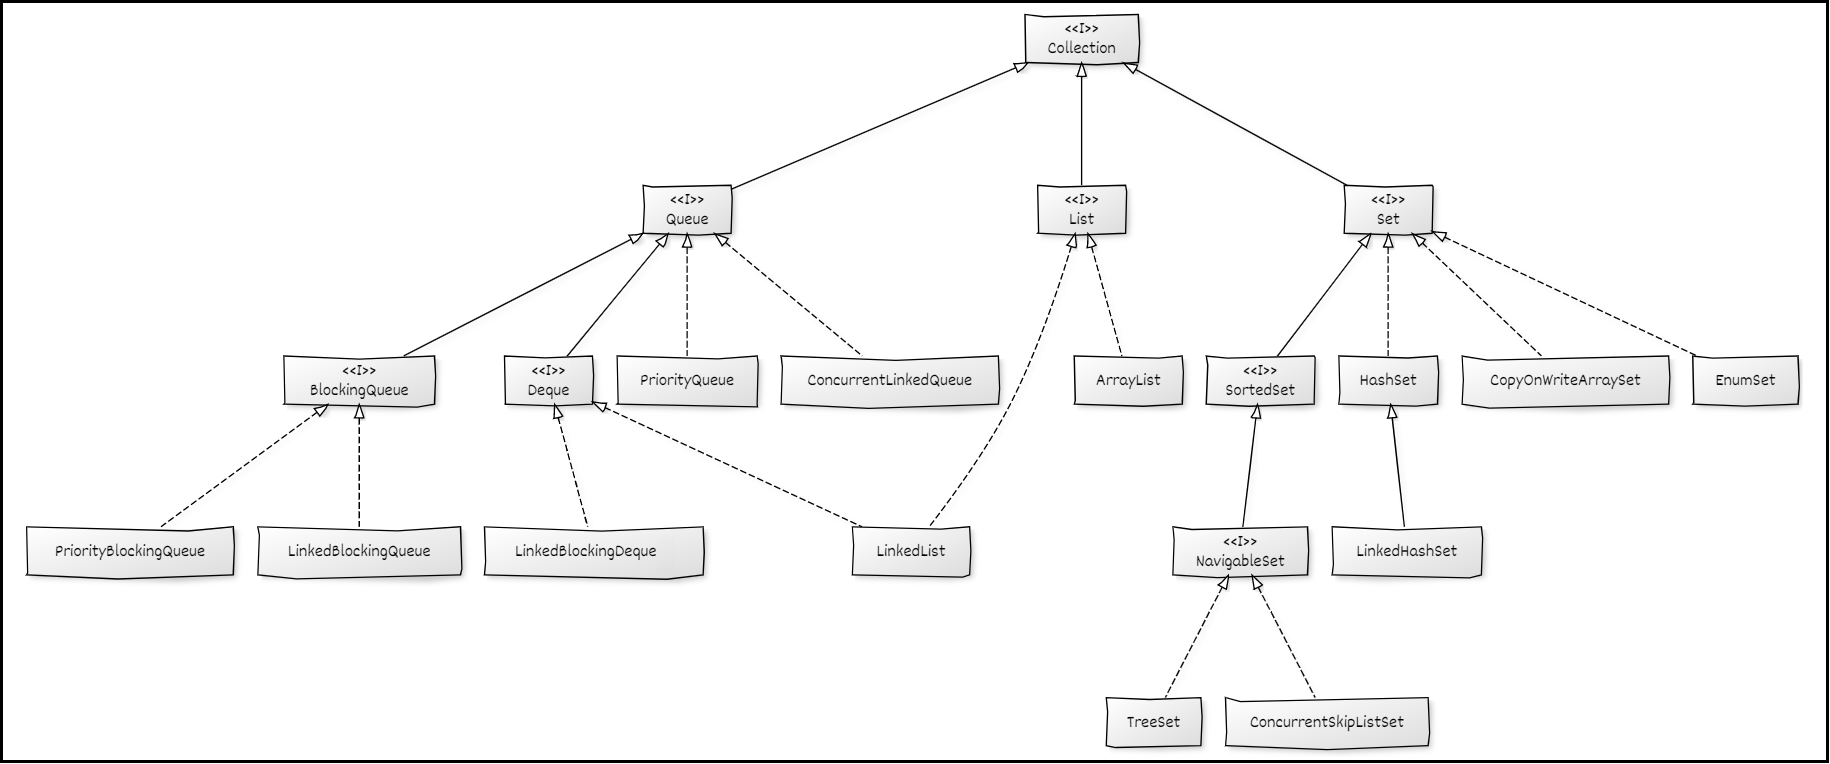 <<I>>
Collection
<<I>>
Queue
<<I>>
List
<<I>>
Set
<<I>>
BlockingQueue
<<I>>
Deque
PriorityQueue
ConcurrentLinkedQueue
ArrayList
<<I>>
SortedSet
HashSet
CopyOnWriteArraySet
EnumSet
PriorityBlockingQueue
LinkedBlockingQueue
LinkedBlockingDeque
LinkedList
<<I>>
NavigableSet
LinkedHashSet
TreeSet
ConcurrentSkipListSet